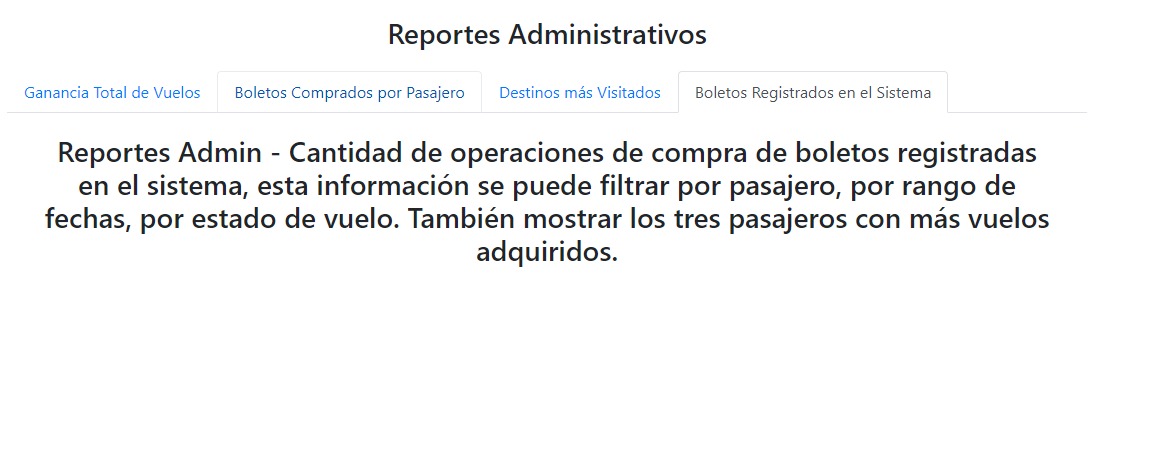 Reportes Administrativos
Ganancia Total de Vuelos
Boletos Comprados por Pasajero
Destinos más Visitados
Boletos Registrados en el Sistema
Reportes Admin - Cantidad de operaciones de compra de boletos registradas
en el sistema, esta información se puede filtrar por pasajero, por rango de
fechas, por estado de vuelo. También mostrar los tres pasajeros con más vuelos
adquiridos.